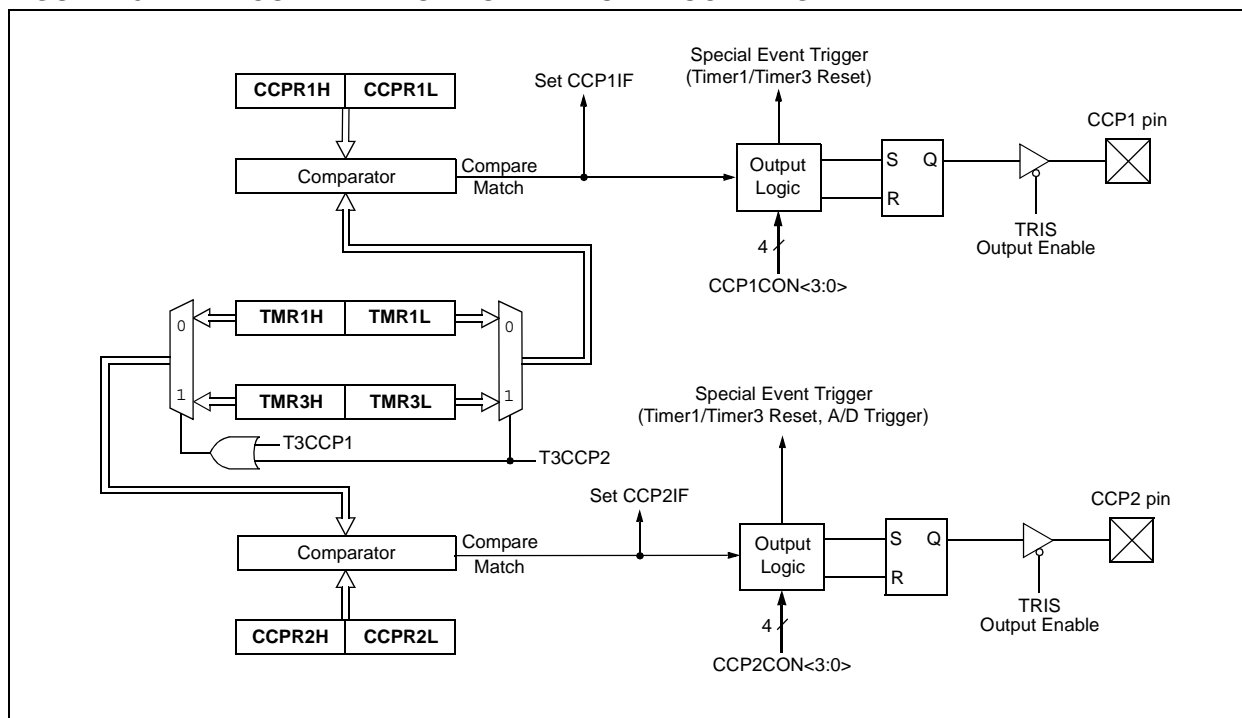 CCPR1H CCPR1L
Comparator
Compare
Match
Set CCP1IF
Special Event Trigger
(Timer1/Timer3 Reset)
Output
Logic
4
CCP1CON<3:0>
S Q
R
TRIS
Output Enable
CCP1 pin
0
1
TMR1H TMR1L
TMR3H TMR3L
0
1
T3CCP1
T3CCP2
Comparator
Compare
Match
CCPR2H CCPR2L
Set CCP2IF
Special Event Trigger
(Timer1/Timer3 Reset, A/D Trigger)
Output
Logic
4
CCP2CON<3:0>
S Q
R
TRIS
Output Enable
CCP2 pin